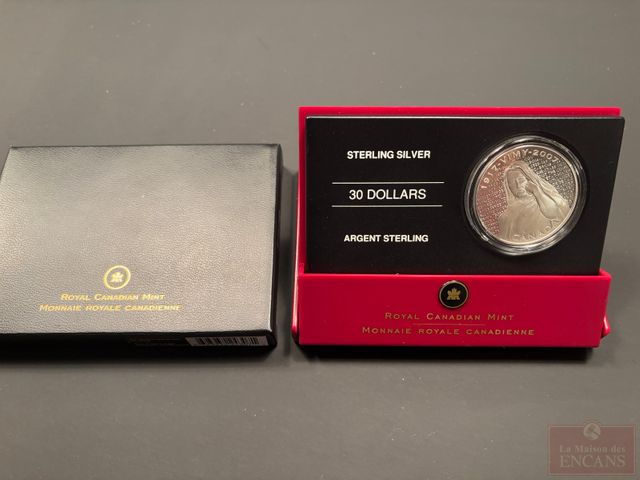 ROYAL CANADIAN MINT
MONNAIE ROYALE CANADIENNE
STERLING SILVER
30 DOLLARS
ARGENT STERLING
1917·VIMY·2007
CANADA
ROYAL CANADIAN MINT
MONNAIE ROYALE CANADIENNE
La Maison des
ENCANS